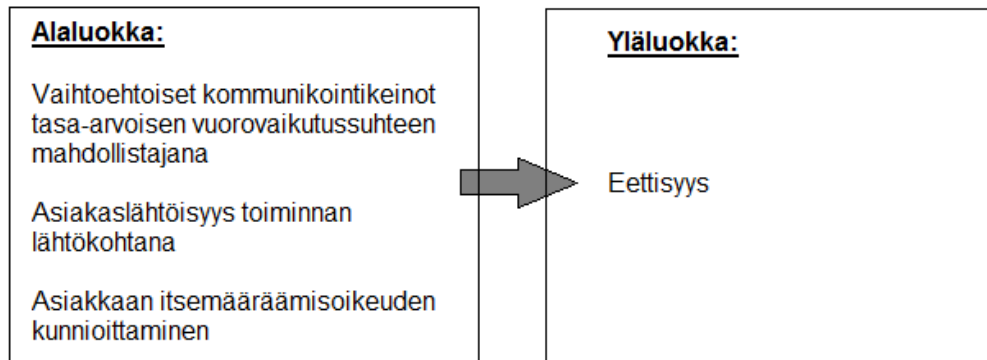 Alaluokka:
Vaihtoehtoiset kommunikointikeinot
tasa-arvoisen vuorovaikutussuhteen
mahdollistajana
Asiakaslähtöisyys toiminnan
lähtökohtana
Asiakkaan itsemääräämisoikeuden
kunnioittaminen
Yläluokka:
Eettisyys